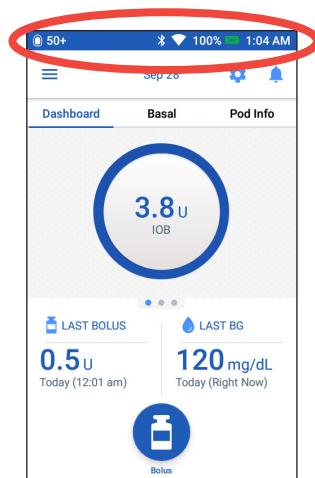 50+ 100% 1:04 AM
Sep 28
Dashboard Basal Pod Info
3.8 U
IOB
LAST BOLUS LAST BG
0.5 U 120 mg/dL
Today (12:01 am) Today (Right Now)
Bolus